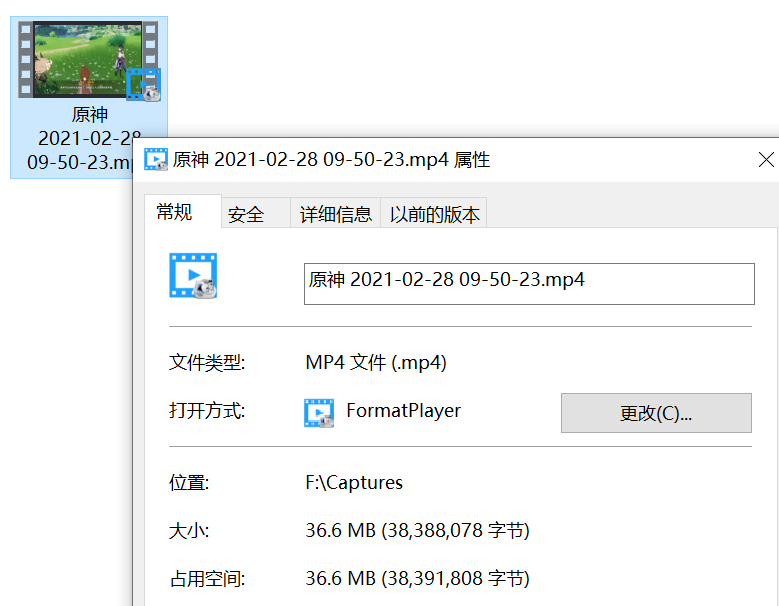 原神
2021-02-28
09-50-23.mp
原神 2021-02-28 09-50-23.mp4 属性
常规
安全
详细信息
以前的版本
原神 2021-02-28 09-50-23.mp4
文件类型:
MP4 文件 (.mp4)
打开方式:
FormatPlayer
更改(C)...
位置:
F:\Captures
大小:
36.6 MB (38,388,078 字节)
占用空间:
36.6 MB (38,391,808 字节)